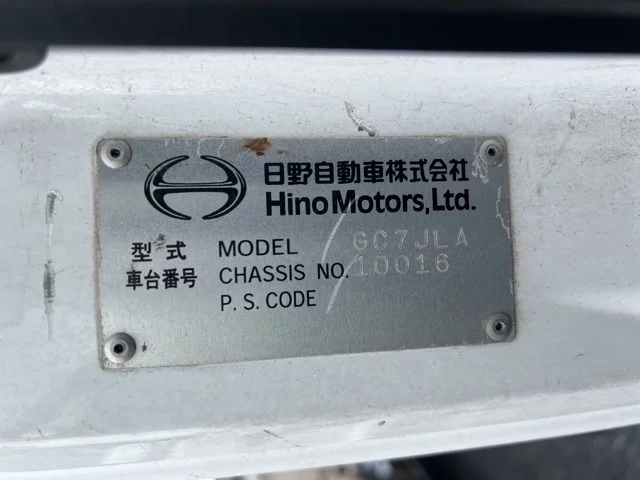 日野自動車株式会社
Hino Motors, Ltd.
型式 MODEL GC7JLA
車台番号 CHASSIS NO. 10016
P. S. CODE